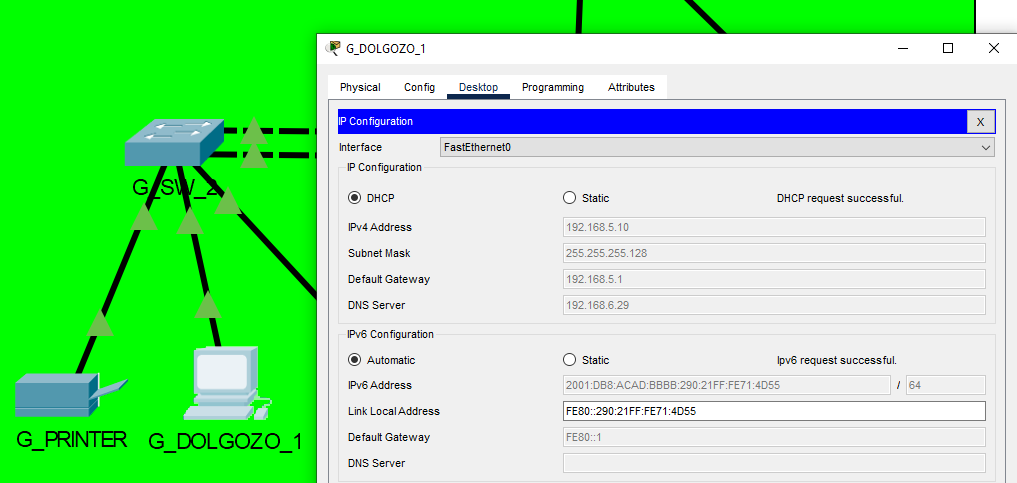 G_DOLGOZO_1
Physical Config Desktop Programming Attributes
IP Configuration X
Interface FastEthernet0
IP Configuration
DHCP Static DHCP request successful.
IPv4 Address 192.168.5.10
Subnet Mask 255.255.255.128
Default Gateway 192.168.5.1
DNS Server 192.168.6.29
IPv6 Configuration
Automatic Static Ipv6 request successful.
IPv6 Address 2001:DB8:ACAD:BBBB:290:21FF:FE71:4D55 / 64
Link Local Address FE80::290:21FF:FE71:4D55
Default Gateway FE80::1
DNS Server
G_SW_2
G_PRINTER G_DOLGOZO_1